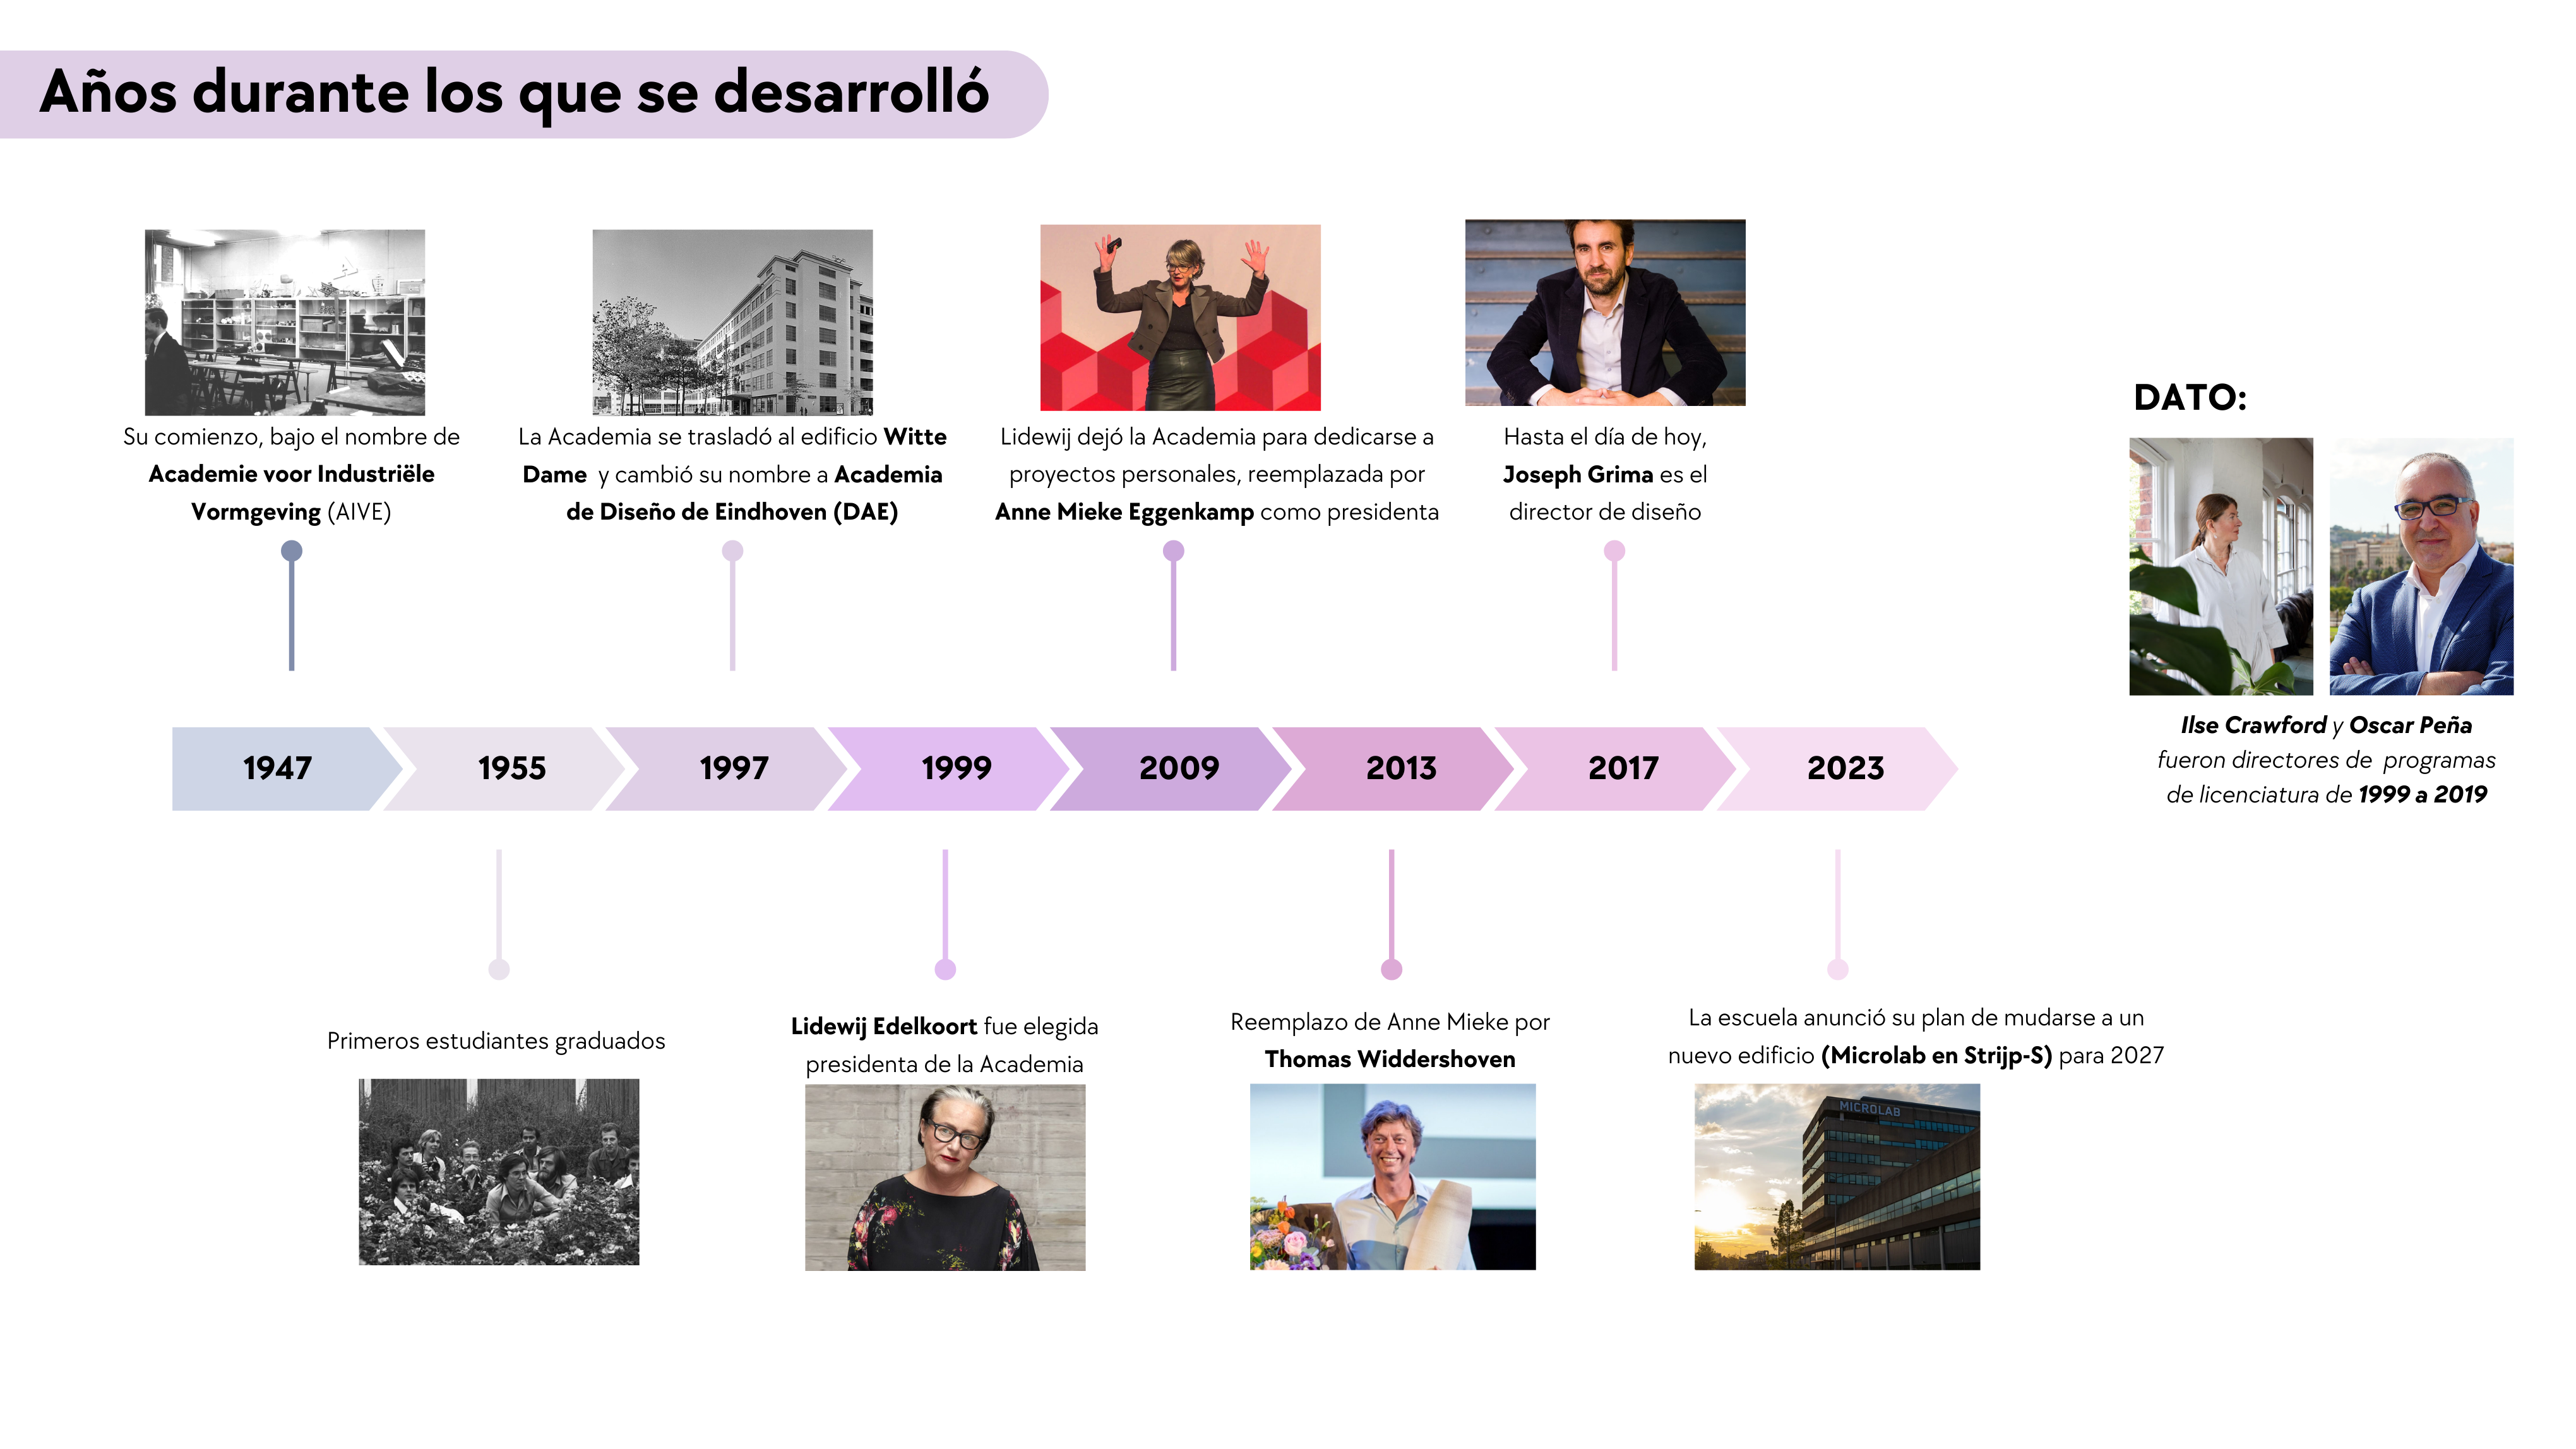 Años durante los que se desarrolló
Su comienzo, bajo el nombre de
Academie voor Industriële
Vormgeving (AIVE)
La Academia se trasladó al edificio Witte
Dame y cambió su nombre a Academia
de Diseño de Eindhoven (DAE)
Lidewij dejó la Academia para dedicarse a
proyectos personales, reemplazada por
Anne Mieke Eggenkamp como presidenta
Hasta el día de hoy,
Joseph Grima es el
director de diseño
DATO:
Ilse Crawford y Oscar Peña
fueron directores de programas
de licenciatura de 1999 a 2019
1947
1955
1997
1999
2009
2013
2017
2023
Primeros estudiantes graduados
Lidewij Edelkoort fue elegida
presidenta de la Academia
Reemplazo de Anne Mieke por
Thomas Widdershoven
La escuela anunció su plan de mudarse a un
nuevo edificio (Microlab en Strijp-S) para 2027
MICROLAB